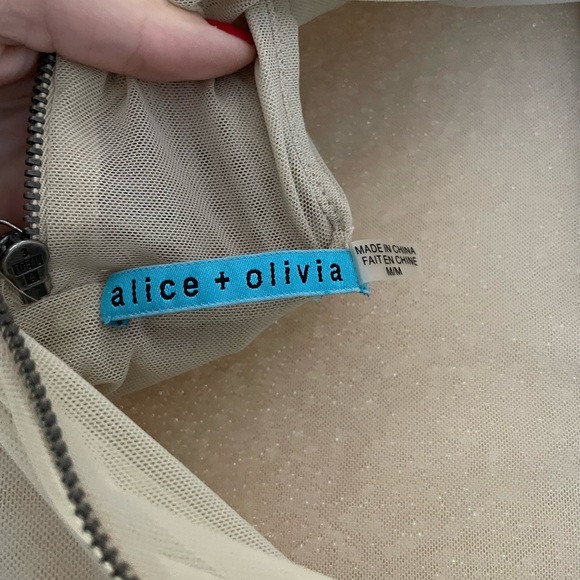 alice + olivia
MADE IN CHINA
FAIT EN CHINE
M/M